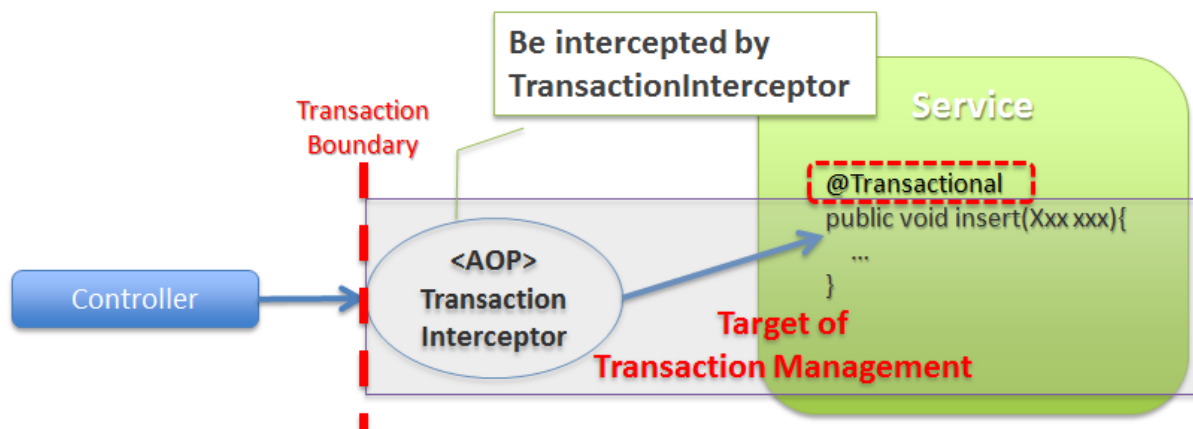 Be intercepted by
TransactionInterceptor
Transaction
Boundary
Service
@Transactional
public void insert(Xxx xxx){
...
}
<AOP>
Transaction
Interceptor
Controller
Target of
Transaction Management